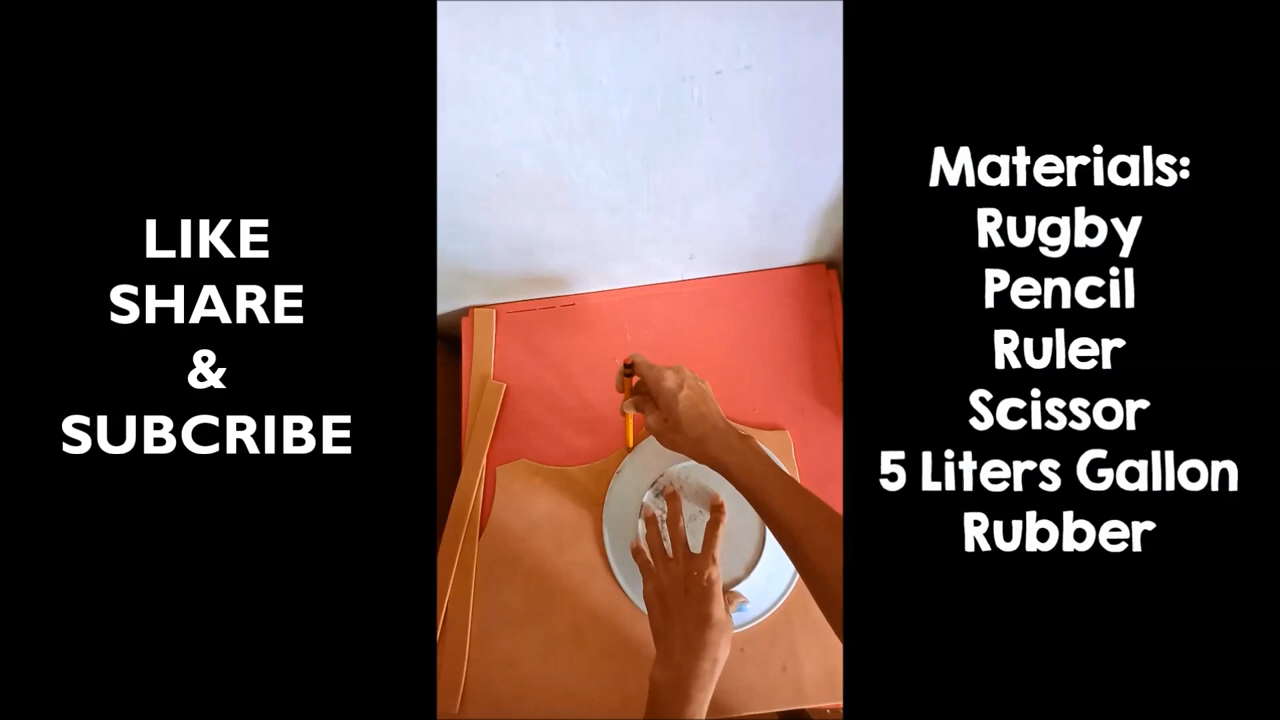 LIKE
SHARE
&
SUBCRIBE
Materials:
Rugby
Pencil
Ruler
Scissor
5 Liters Gallon
Rubber